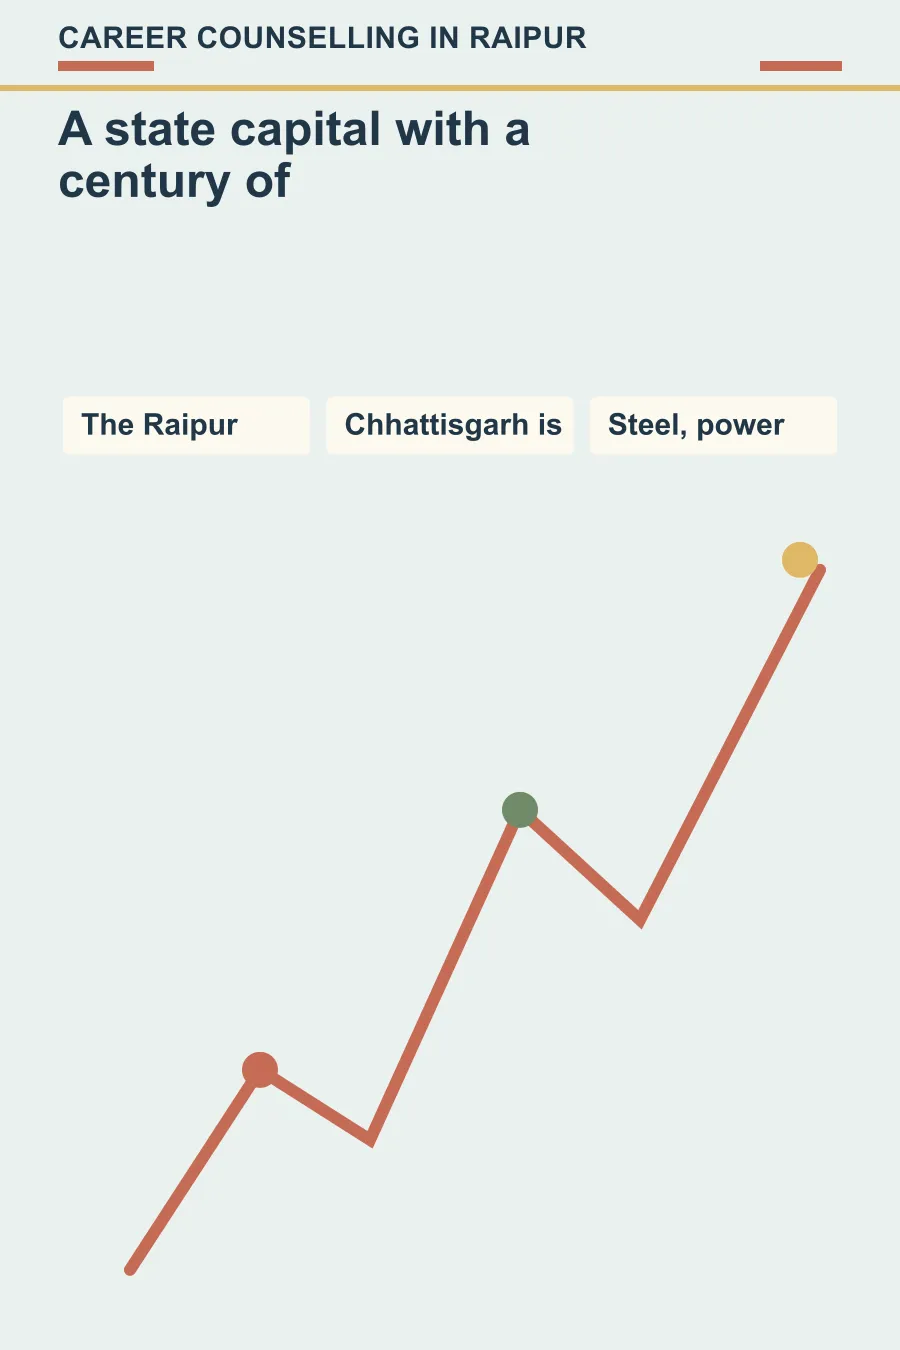 CAREER COUNSELLING IN RAIPUR
A state capital with a
century of
The Raipur
Chhattisgarh is
Steel, power